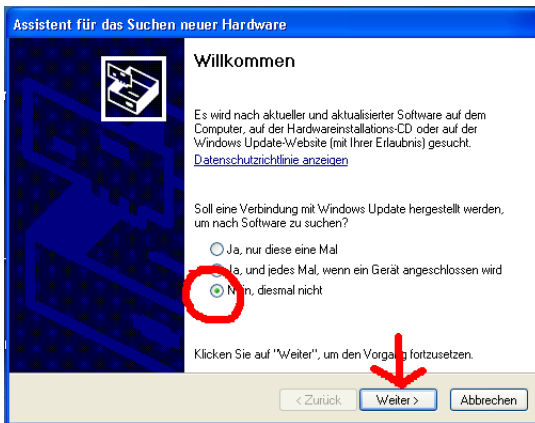 Assistent für das Suchen neuer Hardware
Willkommen
Es wird nach aktueller und aktualisierter Software auf dem
Computer, auf der Hardwareinstallations-CD oder auf der
Windows Update-Website (mit Ihrer Erlaubnis) gesucht.
Datenschutzrichtlinie anzeigen
Soll eine Verbindung mit Windows Update hergestellt werden,
um nach Software zu suchen?
Ja, nur diese eine Mal
Ja, und jedes Mal, wenn ein Gerät angeschlossen wird
Nein, diesmal nicht
Klicken Sie auf "Weiter", um den Vorgang fortzusetzen.
< Zurück
Weiter >
Abbrechen